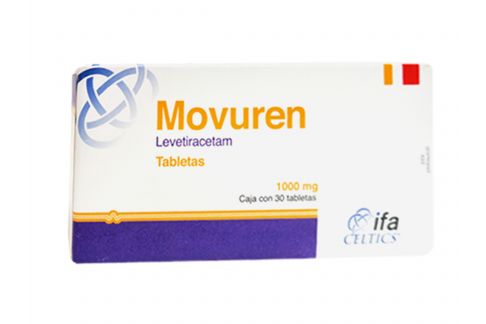 Movuren
Levetiracetam
Tabletas
1000 mg
Caja con 30 tabletas
ifa
CELTICS